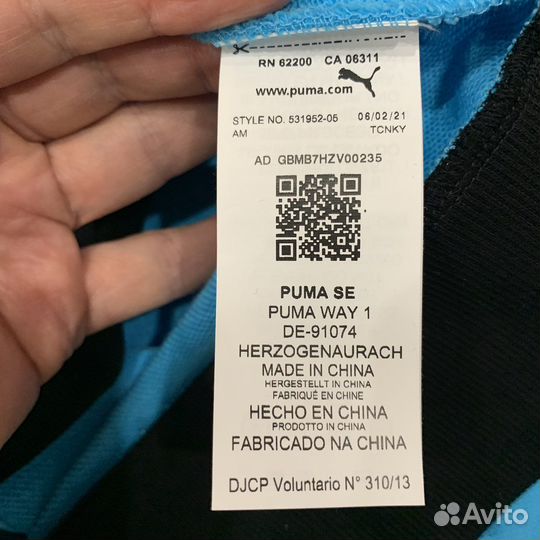 RN 62200 CA 06311
www.puma.com
STYLE NO. 531952-05 06/02/21
AM TCNKY
AD GBMB7HZV00235
PUMA SE
PUMA WAY 1
DE-91074
HERZOGENAURACH
MADE IN CHINA
HERGESTELLT IN CHINA
FABRIQUÉ EN CHINE
HECHO EN CHINA
PRODOTTO IN CHINA
FABRICADO NA CHINA
DJCP Voluntario N° 310/13
Avito